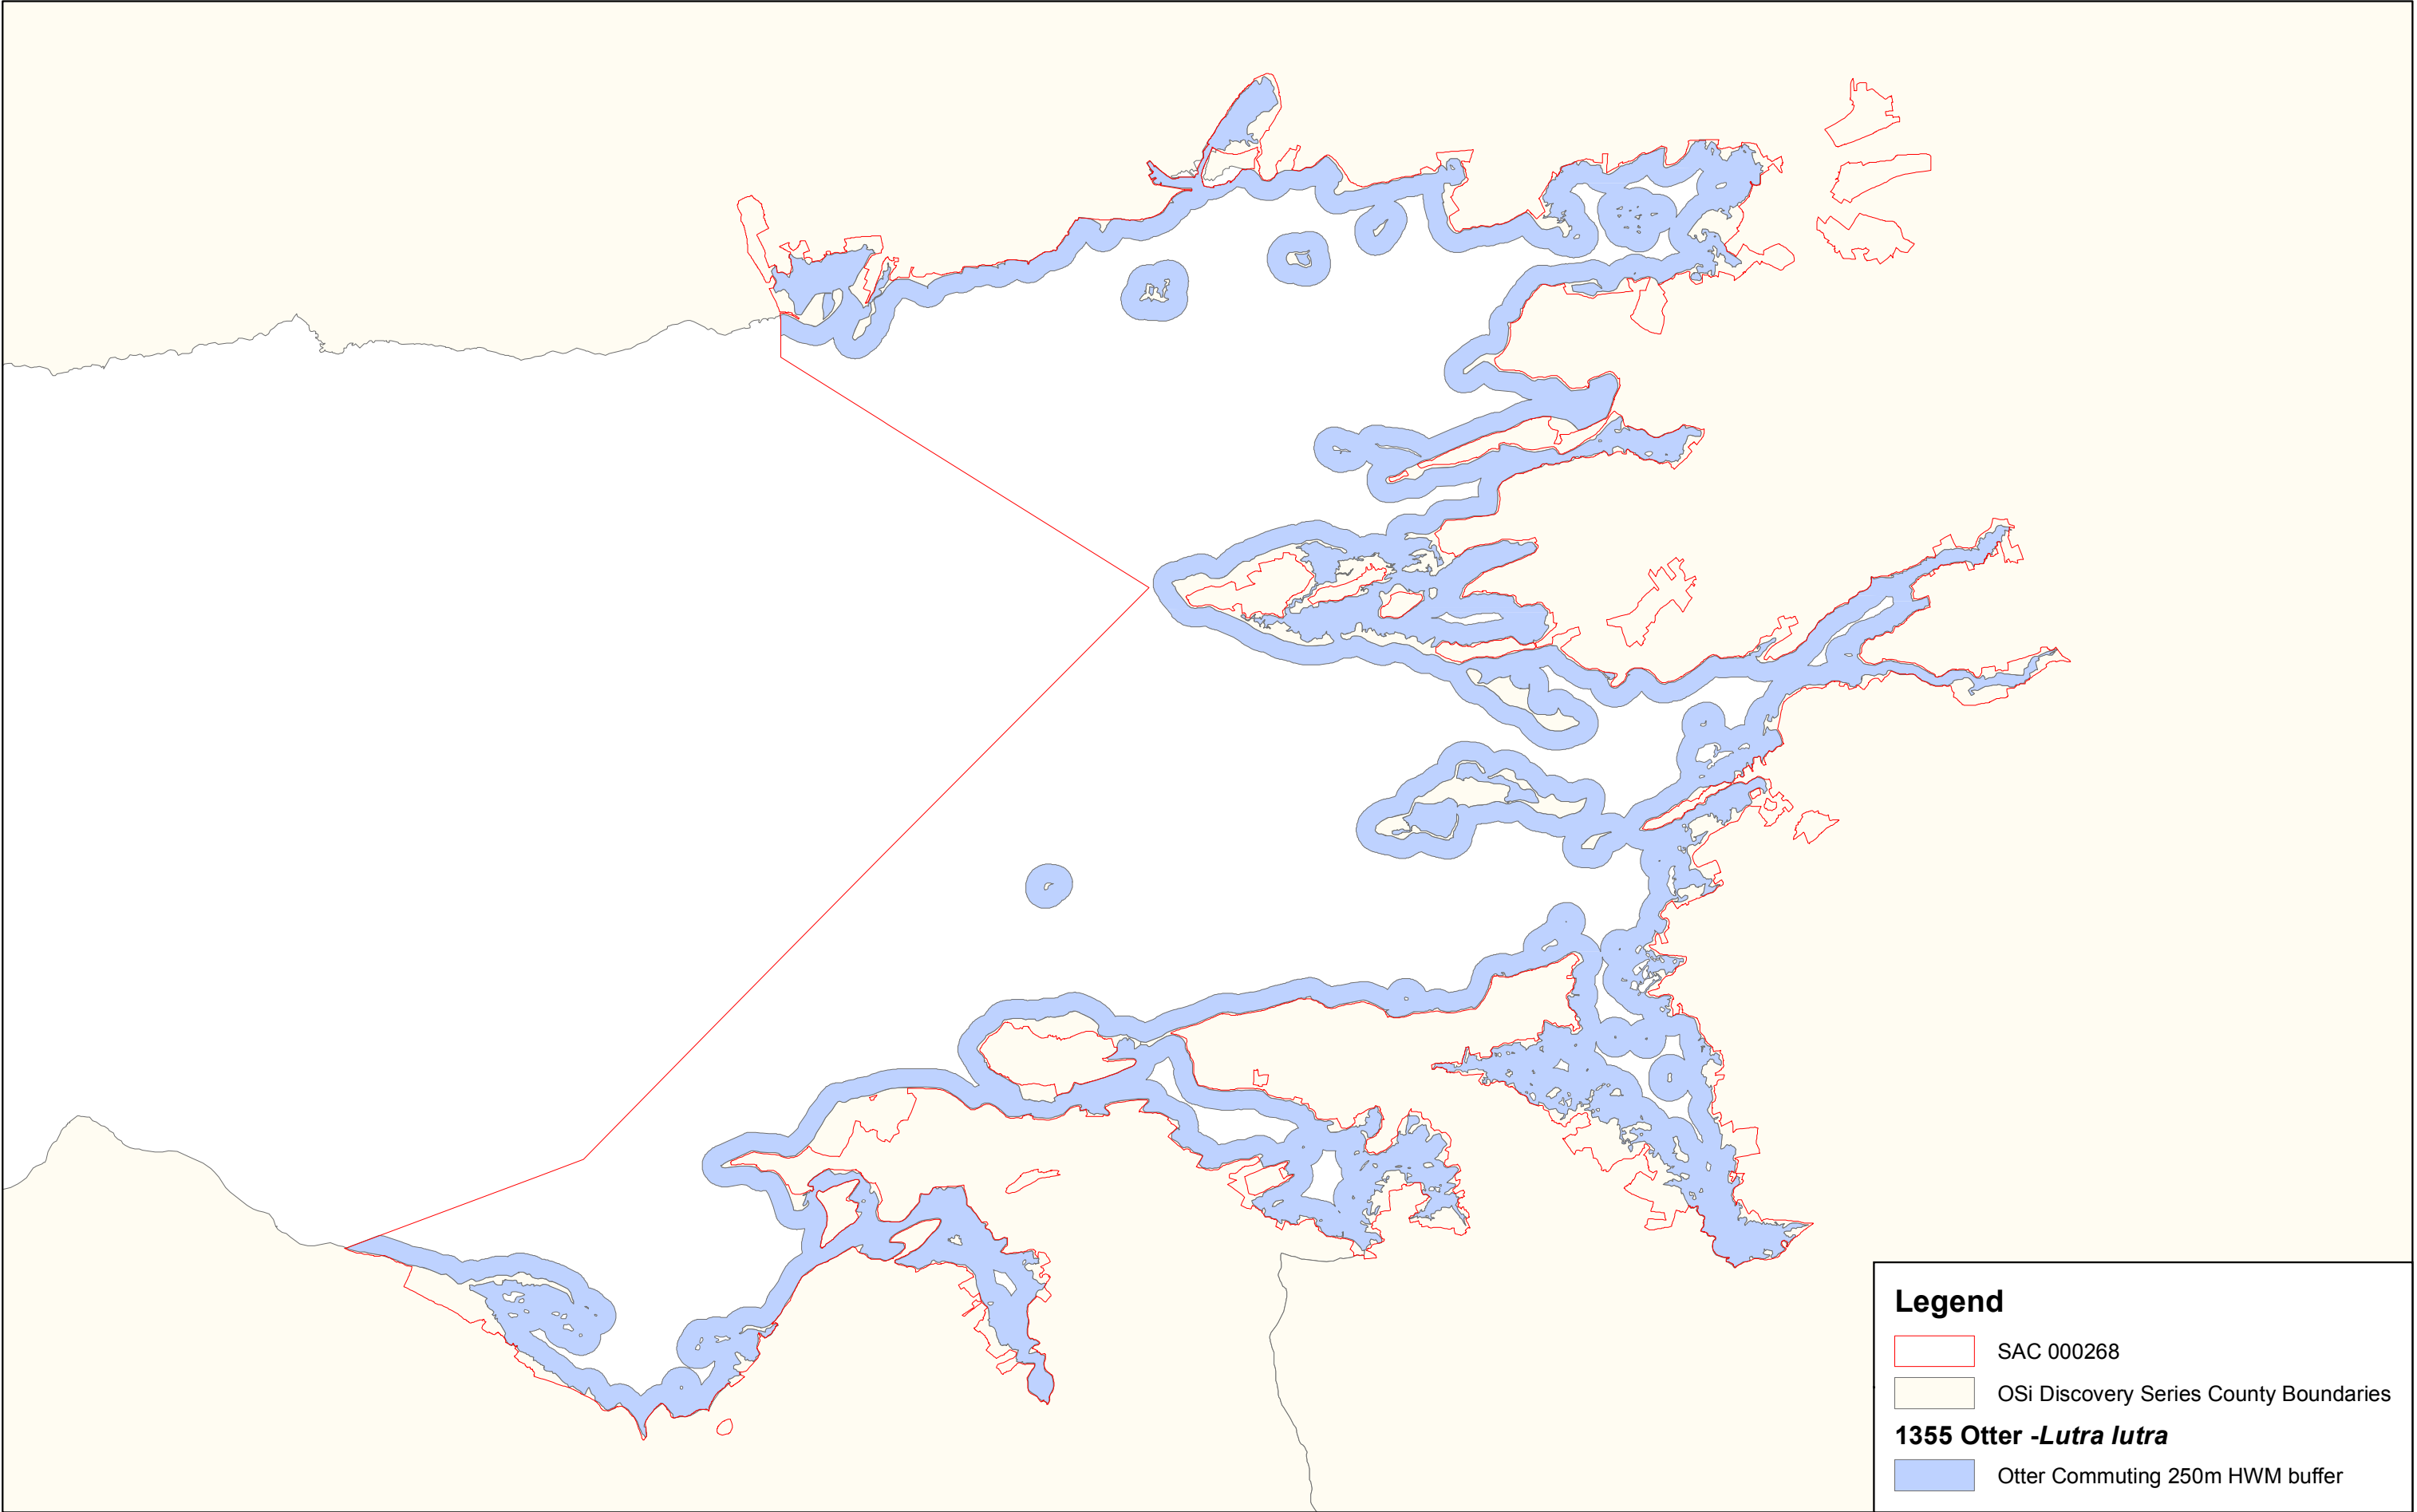 Legend
SAC 000268
OSi Discovery Series County Boundaries
1355 Otter -Lutra lutra
Otter Commuting 250m HWM buffer